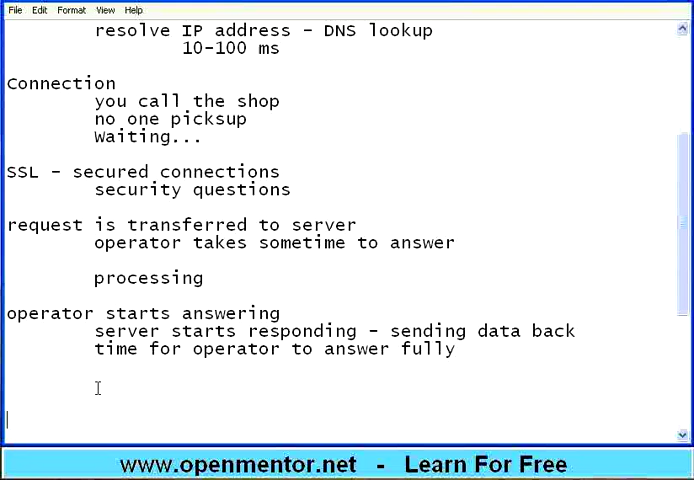 File Edit Format View Help
resolve IP address - DNS lookup
10-100 ms
Connection
you call the shop
no one picksup
Waiting...
SSL - secured connections
security questions
request is transferred to server
operator takes sometime to answer
processing
operator starts answering
server starts responding - sending data back
time for operator to answer fully
www.openmentor.net - Learn For Free